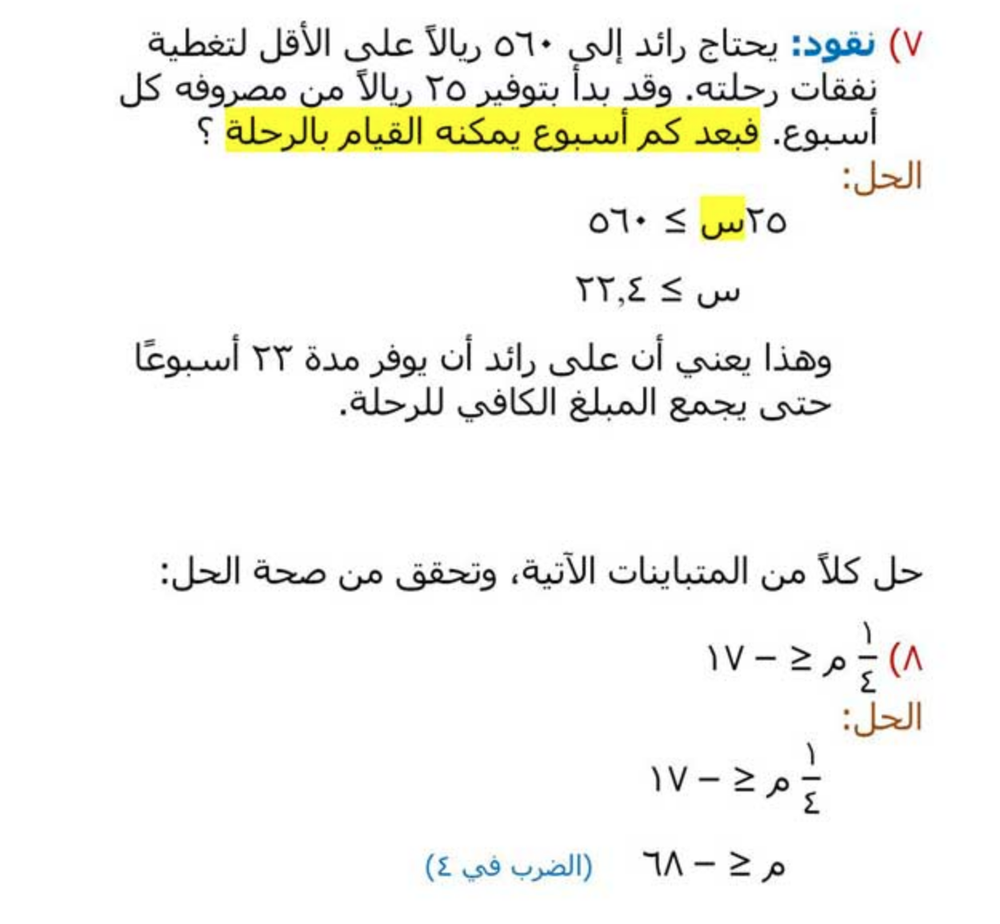 ٧) نقود: يحتاج رائد إلى ٥٦٠ ريالاً على الأقل لتغطية
نفقات رحلته. وقد بدأ بتوفير ٢٥ ريالاً من مصروفه كل
أسبوع. فبعد كم أسبوع يمكنه القيام بالرحلة ؟
الحل:
٢٥س ≥ ٥٦٠
س ≥ ٢٢,٤
وهذا يعني أن على رائد أن يوفر مدة ٢٣ أسبوعًا
حتى يجمع المبلغ الكافي للرحلة.
حل كلاً من المتباينات الآتية، وتحقق من صحة الحل:
٨) ١/٤ م ≤ – ١٧
الحل:
١/٤ م ≤ – ١٧
م ≤ – ٦٨ (الضرب في ٤)